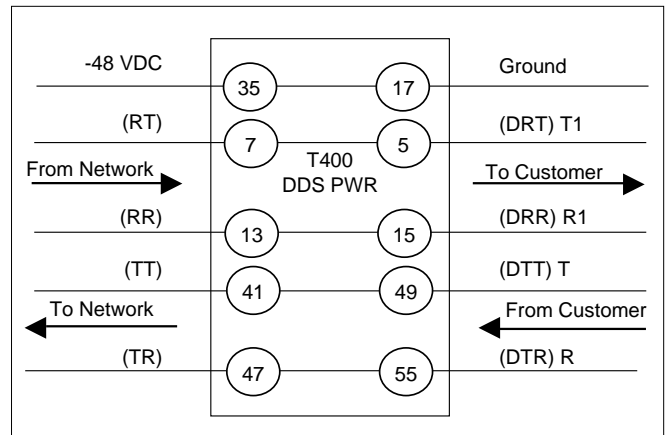 -48 VDC 35 17 Ground
(RT) 7 5 (DRT) T1
T400
From Network To Customer
DDS PWR
(RR) 13 15 (DRR) R1
(TT) 41 49 (DTT) T
To Network From Customer
(TR) 47 55 (DTR) R